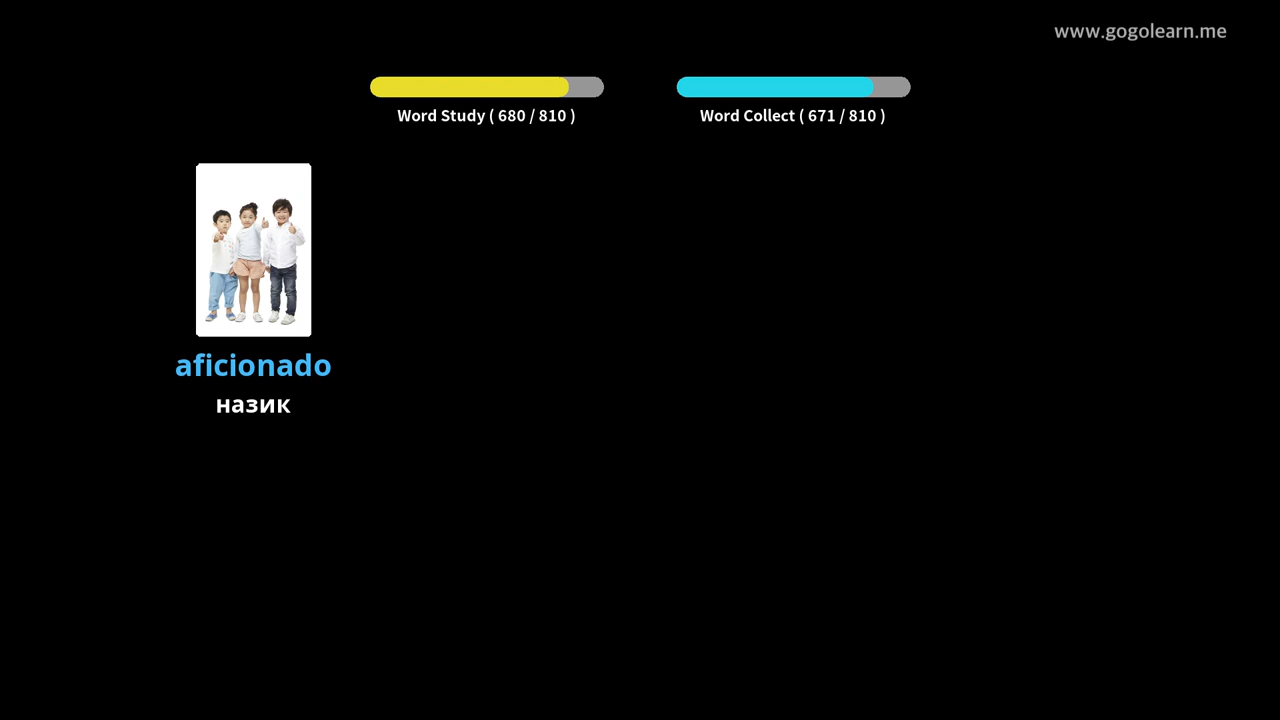 www.gogolearn.me
Word Study ( 680 / 810 )
Word Collect ( 671 / 810 )
aficionado
назик